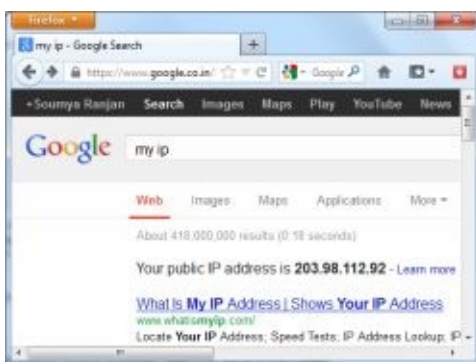 Firefox
my ip - Google Search
https://www.google.co.in/
Google
+Soumya Ranjan Search Images Maps Play YouTube News
Google my ip
Web Images Maps Applications More
About 418,000,000 results (0.18 seconds)
Your public IP address is 203.98.112.92 - Learn more
What Is My IP Address | Shows Your IP Address
www.whatismyip.com/
Locate Your IP Address; Speed Tests; IP Address Lookup; IP